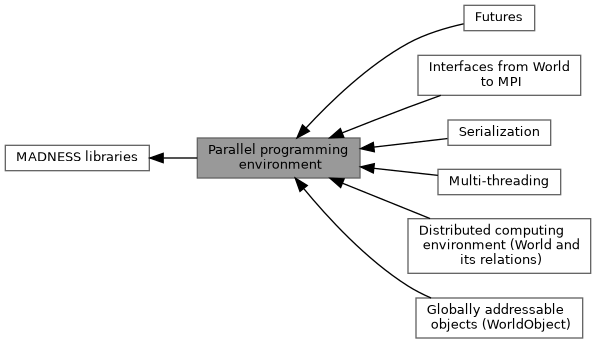 Futures
Interfaces from World
to MPI
Serialization
Parallel programming
environment
MADNESS libraries
Multi-threading
Distributed computing
environment (World and
its relations)
Globally addressable
objects (WorldObject)